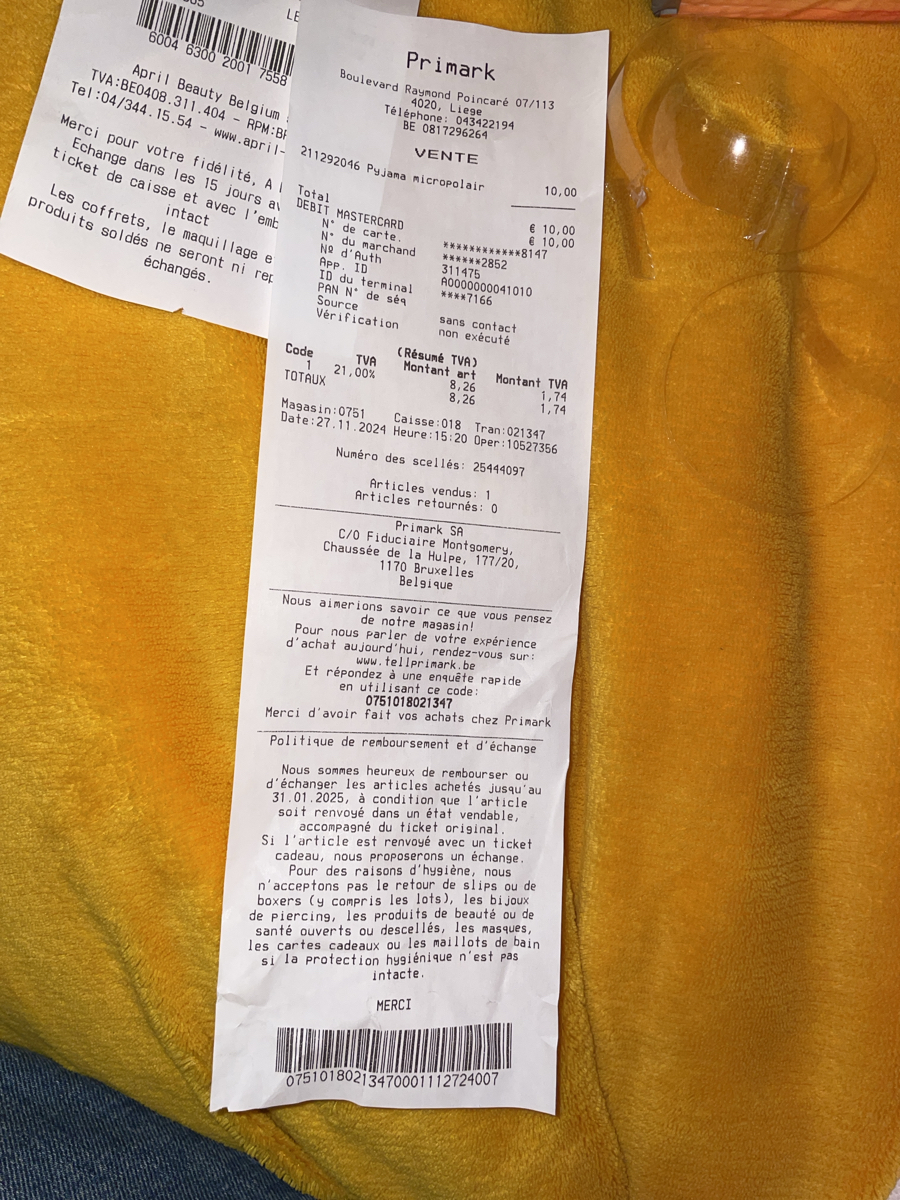 LE
6004 6300 2001 7558
April Beauty Belgium
TVA:BE0408.311.404 - RPM:
Tel:04/344.15.54 - www.april-
Merci pour votre fidélité. A
Echange dans les 15 jours
ticket de caisse et avec l'emb
intact
Les coffrets, le maquillage
produits soldés ne seront ni rep
échangés.
Primark
Boulevard Raymond Poincaré 07/113
4020, Liege
Téléphone: 043422194
BE 0817296264
VENTE
211292046 Pyjama micropolair 10,00
Total € 10,00
DEBIT MASTERCARD € 10,00
N° de carte. ************8147
N° du marchand ******2852
Nº d'Auth 311475
App. ID A0000000041010
ID du terminal ****7166
PAN N° de séq
Source sans contact
Vérification non exécuté
(Résumé TVA)
Code TVA Montant art Montant TVA
1 21,00% 8,26 1,74
TOTAUX 8,26 1,74
Magasin:0751 Caisse:018 Tran:021347
Date:27.11.2024 Heure:15:20 Oper:10527356
Numéro des scellés: 25444097
Articles vendus: 1
Articles retournés: 0
Primark SA
C/O Fiduciaire Montgomery,
Chaussée de la Hulpe, 177/20,
1170 Bruxelles
Belgique
Nous aimerions savoir ce que vous pensez
de notre magasin!
Pour nous parler de votre expérience
d'achat aujourd'hui, rendez-vous sur:
www.tellprimark.be
Et répondez à une enquête rapide
en utilisant ce code:
0751018021347
Merci d'avoir fait vos achats chez Primark
Politique de remboursement et d'échange
Nous sommes heureux de rembourser ou
d'échanger les articles achetés jusqu'au
31.01.2025, à condition que l'article
soit renvoyé dans un état vendable,
accompagné du ticket original.
Si l'article est renvoyé avec un ticket
cadeau, nous proposerons un échange.
Pour des raisons d'hygiène, nous
n'acceptons pas le retour de slips ou de
boxers (y compris les lots), les bijoux
de piercing, les produits de beauté ou de
santé ouverts ou descellés, les masques,
les cartes cadeaux ou les maillots de bain
si la protection hygiénique n'est pas
intacte.
MERCI
07510180213470001112724007